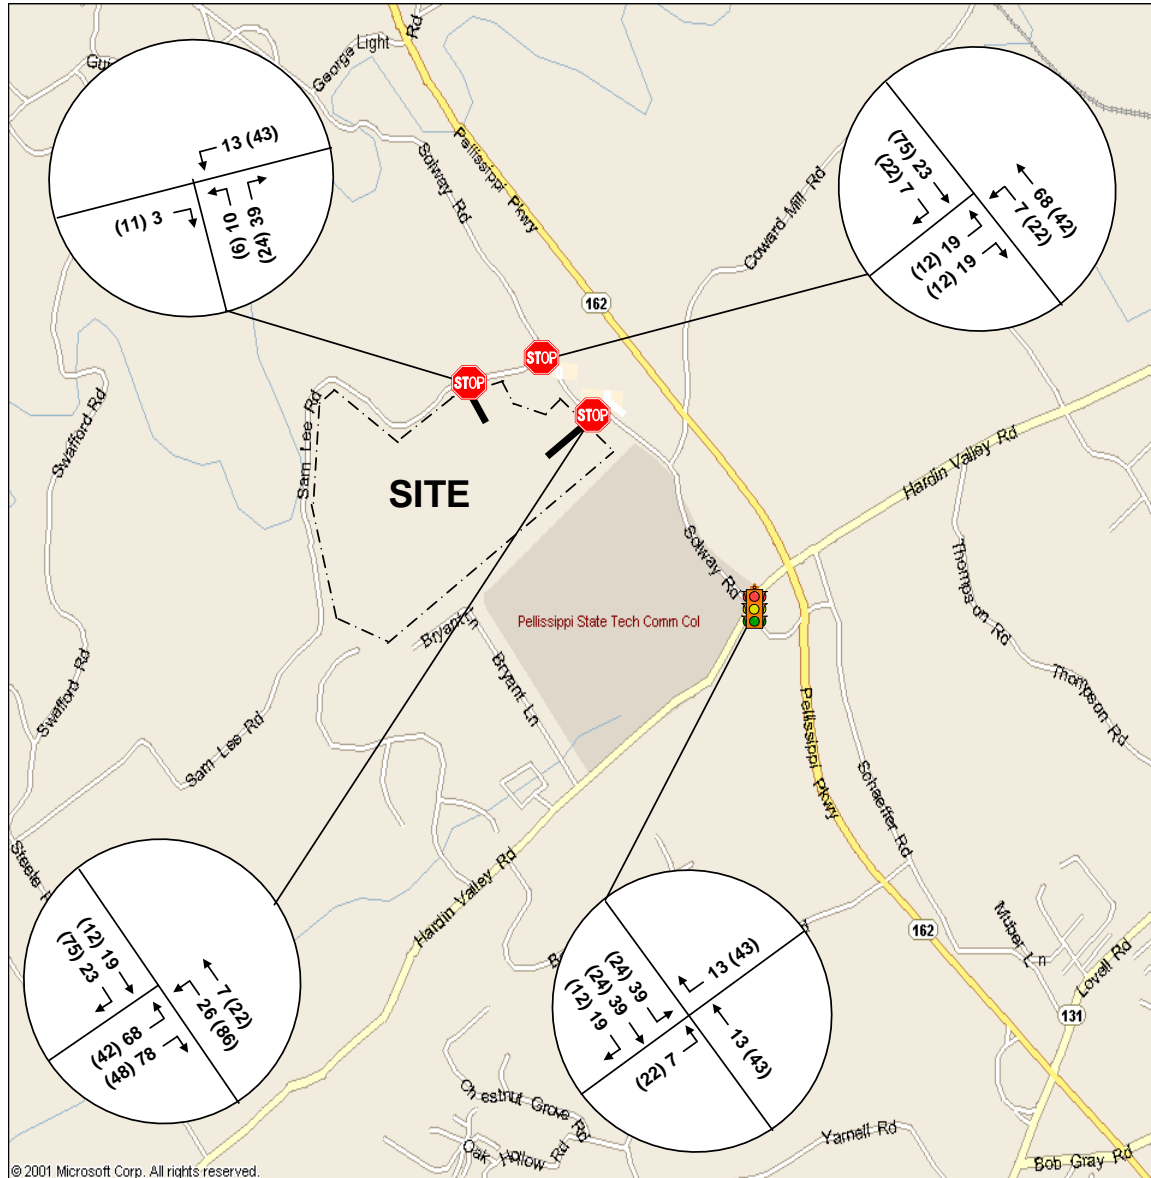 George Light Rd
Gui
13 (43)
(11) 3
(6) 10
(24) 39
Solway Rd
Pellissippi Pkwy
Coward Mill Rd
(75) 23
(22) 7
68 (42)
7 (22)
(12) 19
(12) 19
162
STOP
STOP
STOP
Swafford Rd
Sam Lee Rd
SITE
Hardin Valley Rd
Solway Rd
Thompson Rd
Pellissippi State Tech Comm Col
Bryant Ln
Bryant Ln
Swafford Rd
Sam Lee Rd
Pellissippi Pkwy
Thompson Rd
Schaeffer Rd
Steele
Hardin Valley Rd
(12) 19
(75) 23
7 (22)
26 (86)
(42) 68
(48) 78
(24) 39
(24) 39
(12) 19
13 (43)
(22) 7
13 (43)
162
Lovell Rd
131
Chestnut Grove Rd
Oak Hollow Rd
Yarnell Rd
Bob Gray Rd
© 2001 Microsoft Corp. All rights reserved.